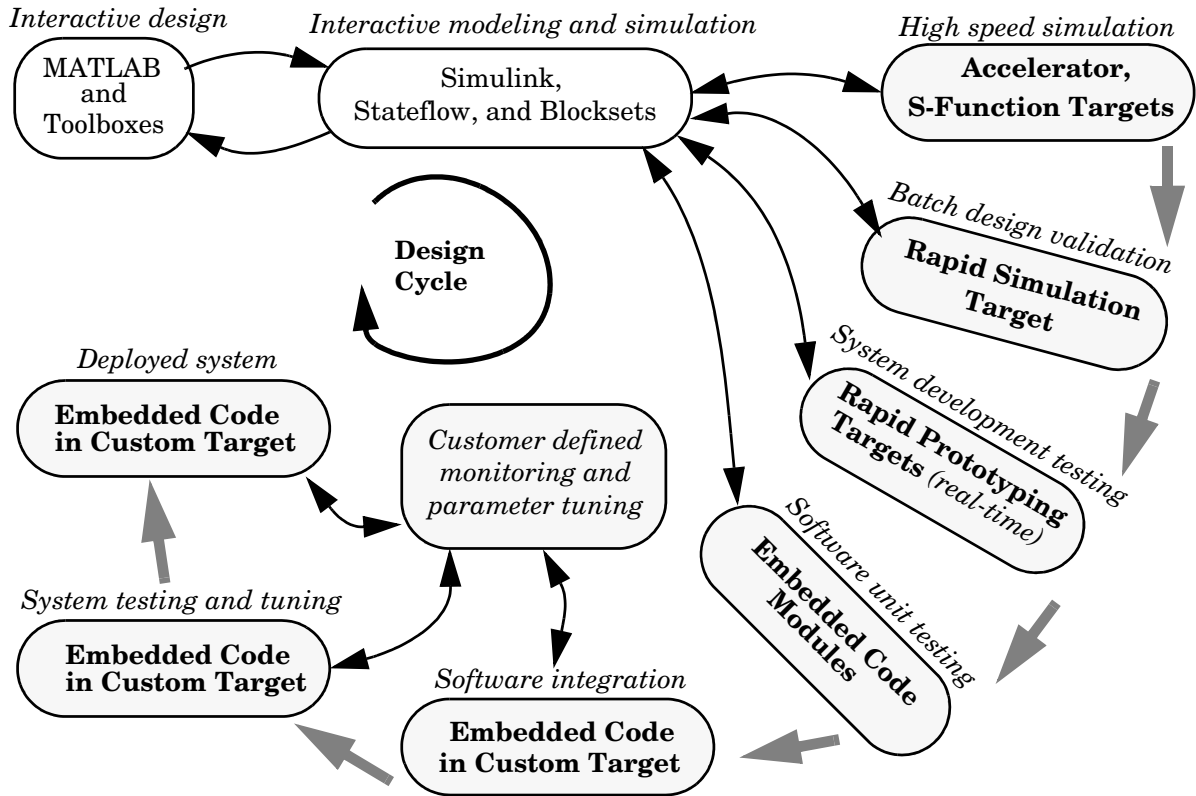 Interactive design
MATLAB
and
Toolboxes
Interactive modeling and simulation
Simulink,
Stateflow, and Blocksets
High speed simulation
Accelerator,
S-Function Targets
Batch design validation
Rapid Simulation
Target
System development testing
Rapid Prototyping
Targets (real-time)
Software unit testing
Embedded Code
Modules
Design
Cycle
Customer defined
monitoring and
parameter tuning
Deployed system
Embedded Code
in Custom Target
System testing and tuning
Embedded Code
in Custom Target
Software integration
Embedded Code
in Custom Target